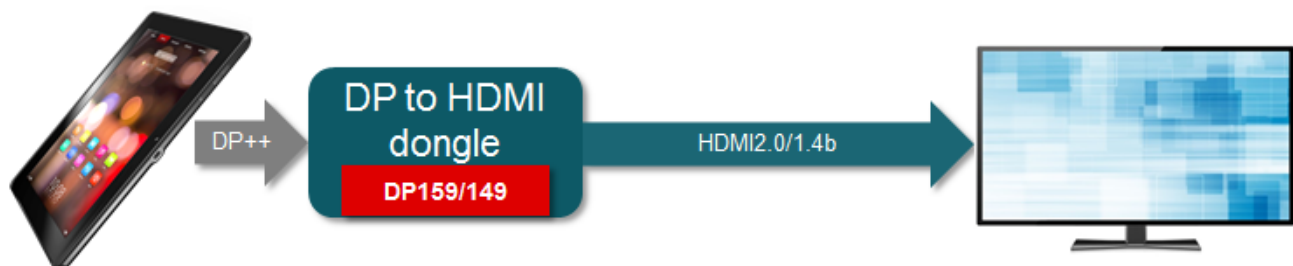 DP++
DP to HDMI
dongle
DP159/149
HDMI2.0/1.4b